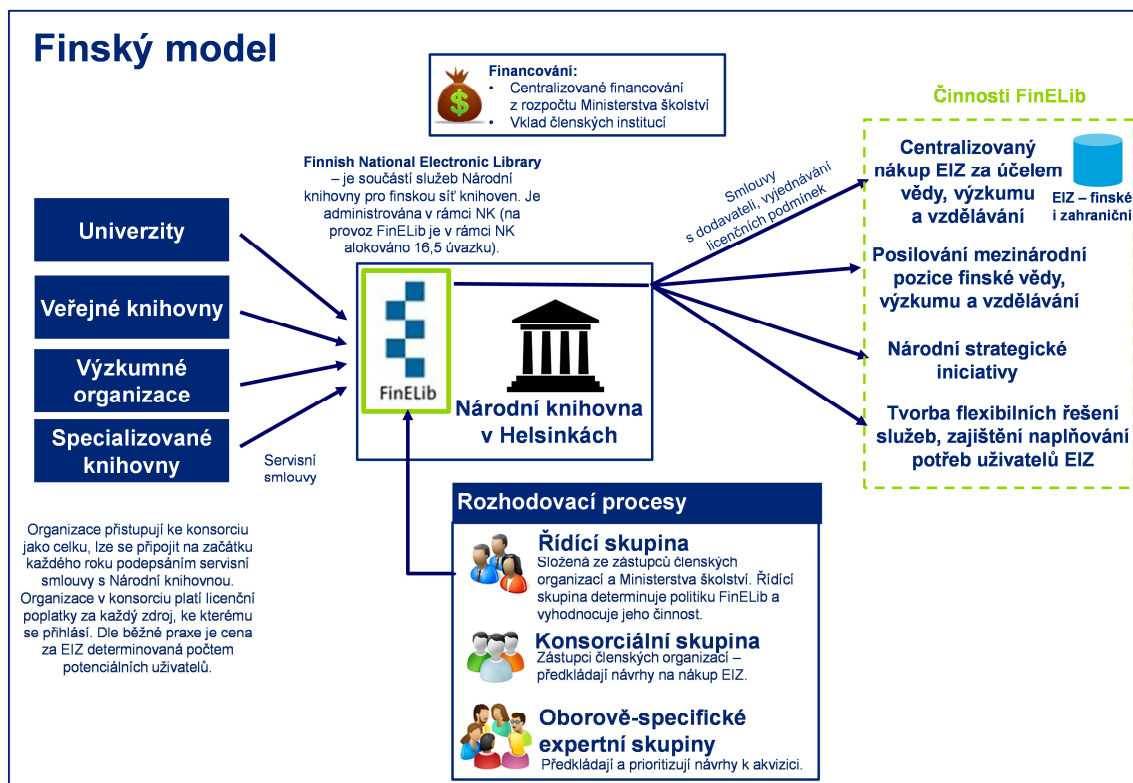 Finský model
Financování:
• Centralizované financování
z rozpočtu Ministerstva školství
• Vklad členských institucí
Finnish National Electronic Library
– je součástí služeb Národní
knihovny pro finskou síť knihoven. Je
administrována v rámci NK (na
provoz FinELib je v rámci NK
alokováno 16,5 úvazku).
Univerzity
Veřejné knihovny
Výzkumné
organizace
Specializované
knihovny
Servisní
smlouvy
Organizace přistupují ke konsorciu
jako celku, lze se připojit na začátku
každého roku podepsáním servisní
smlouvy s Národní knihovnou.
Organizace v konsorciu platí licenční
poplatky za každý zdroj, ke kterému
se přihlásí. Dle běžné praxe je cena
za EIZ determinovaná počtem
potenciálních uživatelů.
FinELib
Národní knihovna
v Helsinkách
Smlouvy
s dodavateli, vyjednávání
licenčních podmínek
Činnosti FinELib
Centralizovaný
nákup EIZ za účelem
vědy, výzkumu
a vzdělávání
EIZ – finské
i zahraniční
Posilování mezinárodní
pozice finské vědy,
výzkumu a vzdělávání
Národní strategické
iniciativy
Tvorba flexibilních řešení
služeb, zajištění naplňování
potřeb uživatelů EIZ
Rozhodovací procesy
Řídící skupina
Složená ze zástupců členských
organizací a Ministerstva školství. Řídící
skupina determinuje politiku FinELib a
vyhodnocuje jeho činnost.
Konsorciální skupina
Zástupci členských organizací –
předkládají návrhy na nákup EIZ.
Oborově-specifické
expertní skupiny
Předkládají a prioritizují návrhy k akvizici.